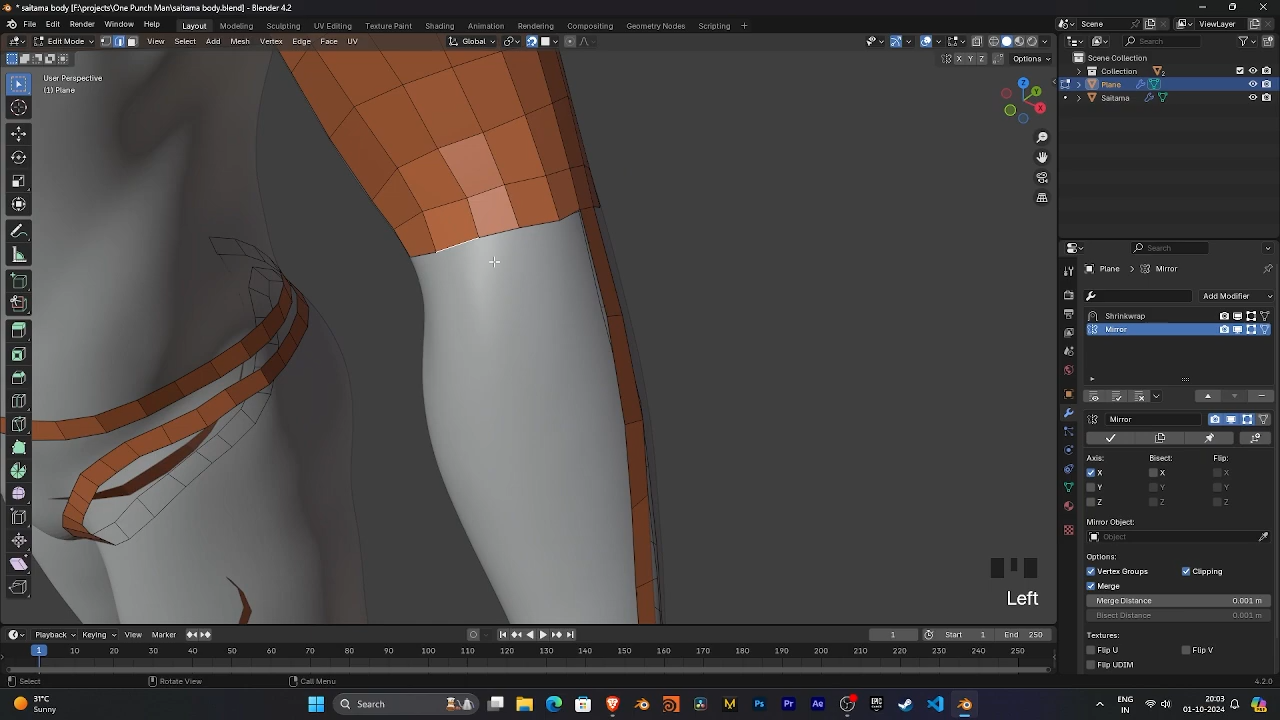 * saitama body [F:\projects\One Punch Man\saitama body.blend] - Blender 4.2
File Edit Render Window Help Layout Modeling Sculpting UV Editing Texture Paint Shading Animation Rendering Compositing Geometry Nodes Scripting Scene ViewLayer
Edit Mode View Select Add Mesh Vertex Edge Face UV Global Search
X Y Z Options
User Perspective
(1) Plane
Z
Y
X
Scene Collection
Collection 2
Plane
Saitama
Search
Plane Mirror
Add Modifier
Shrinkwrap
Mirror
Mirror
Axis: Bisect: Flip:
X X X
Y Y Y
Z Z Z
Mirror Object:
Object
Options:
Vertex Groups Clipping
Merge
Merge Distance 0.001 m
Bisect Distance 0.001 m
Textures:
Flip U Flip V
Flip UDIM
Left
Playback Keying View Marker 1 Start 1 End 250
1 10 20 30 40 50 60 70 80 90 100 110 120 130 140 150 160 170 180 190 200 210 220 230 240 250
Select Rotate View Call Menu 4.2.0
31°C
Sunny
Search
ENG
IN
20:03
01-10-2024